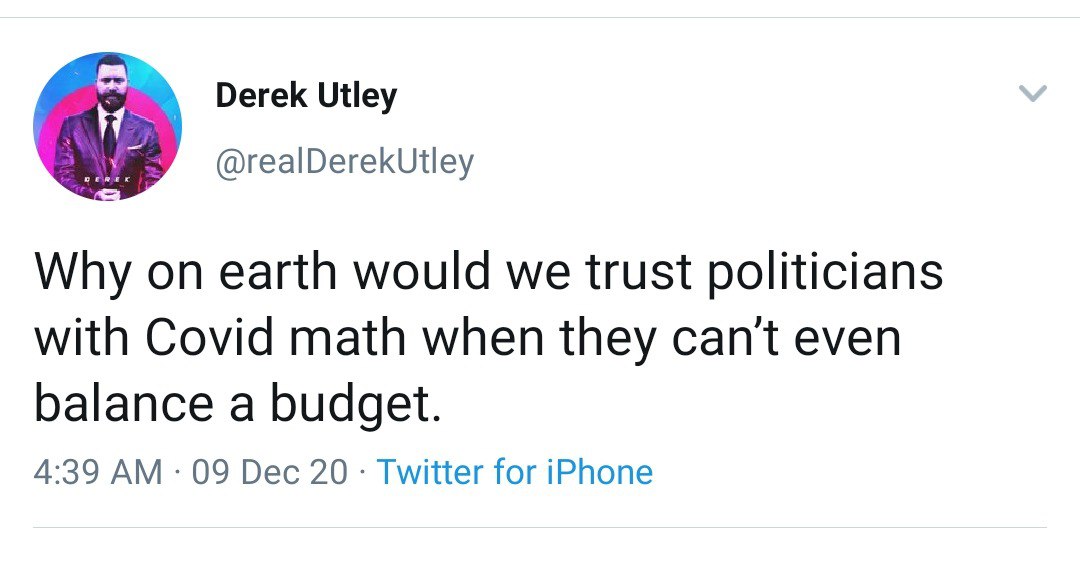 Derek Utley
@realDerekUtley
DEREK
Why on earth would we trust politicians
with Covid math when they can’t even
balance a budget.
4:39 AM · 09 Dec 20 · Twitter for iPhone